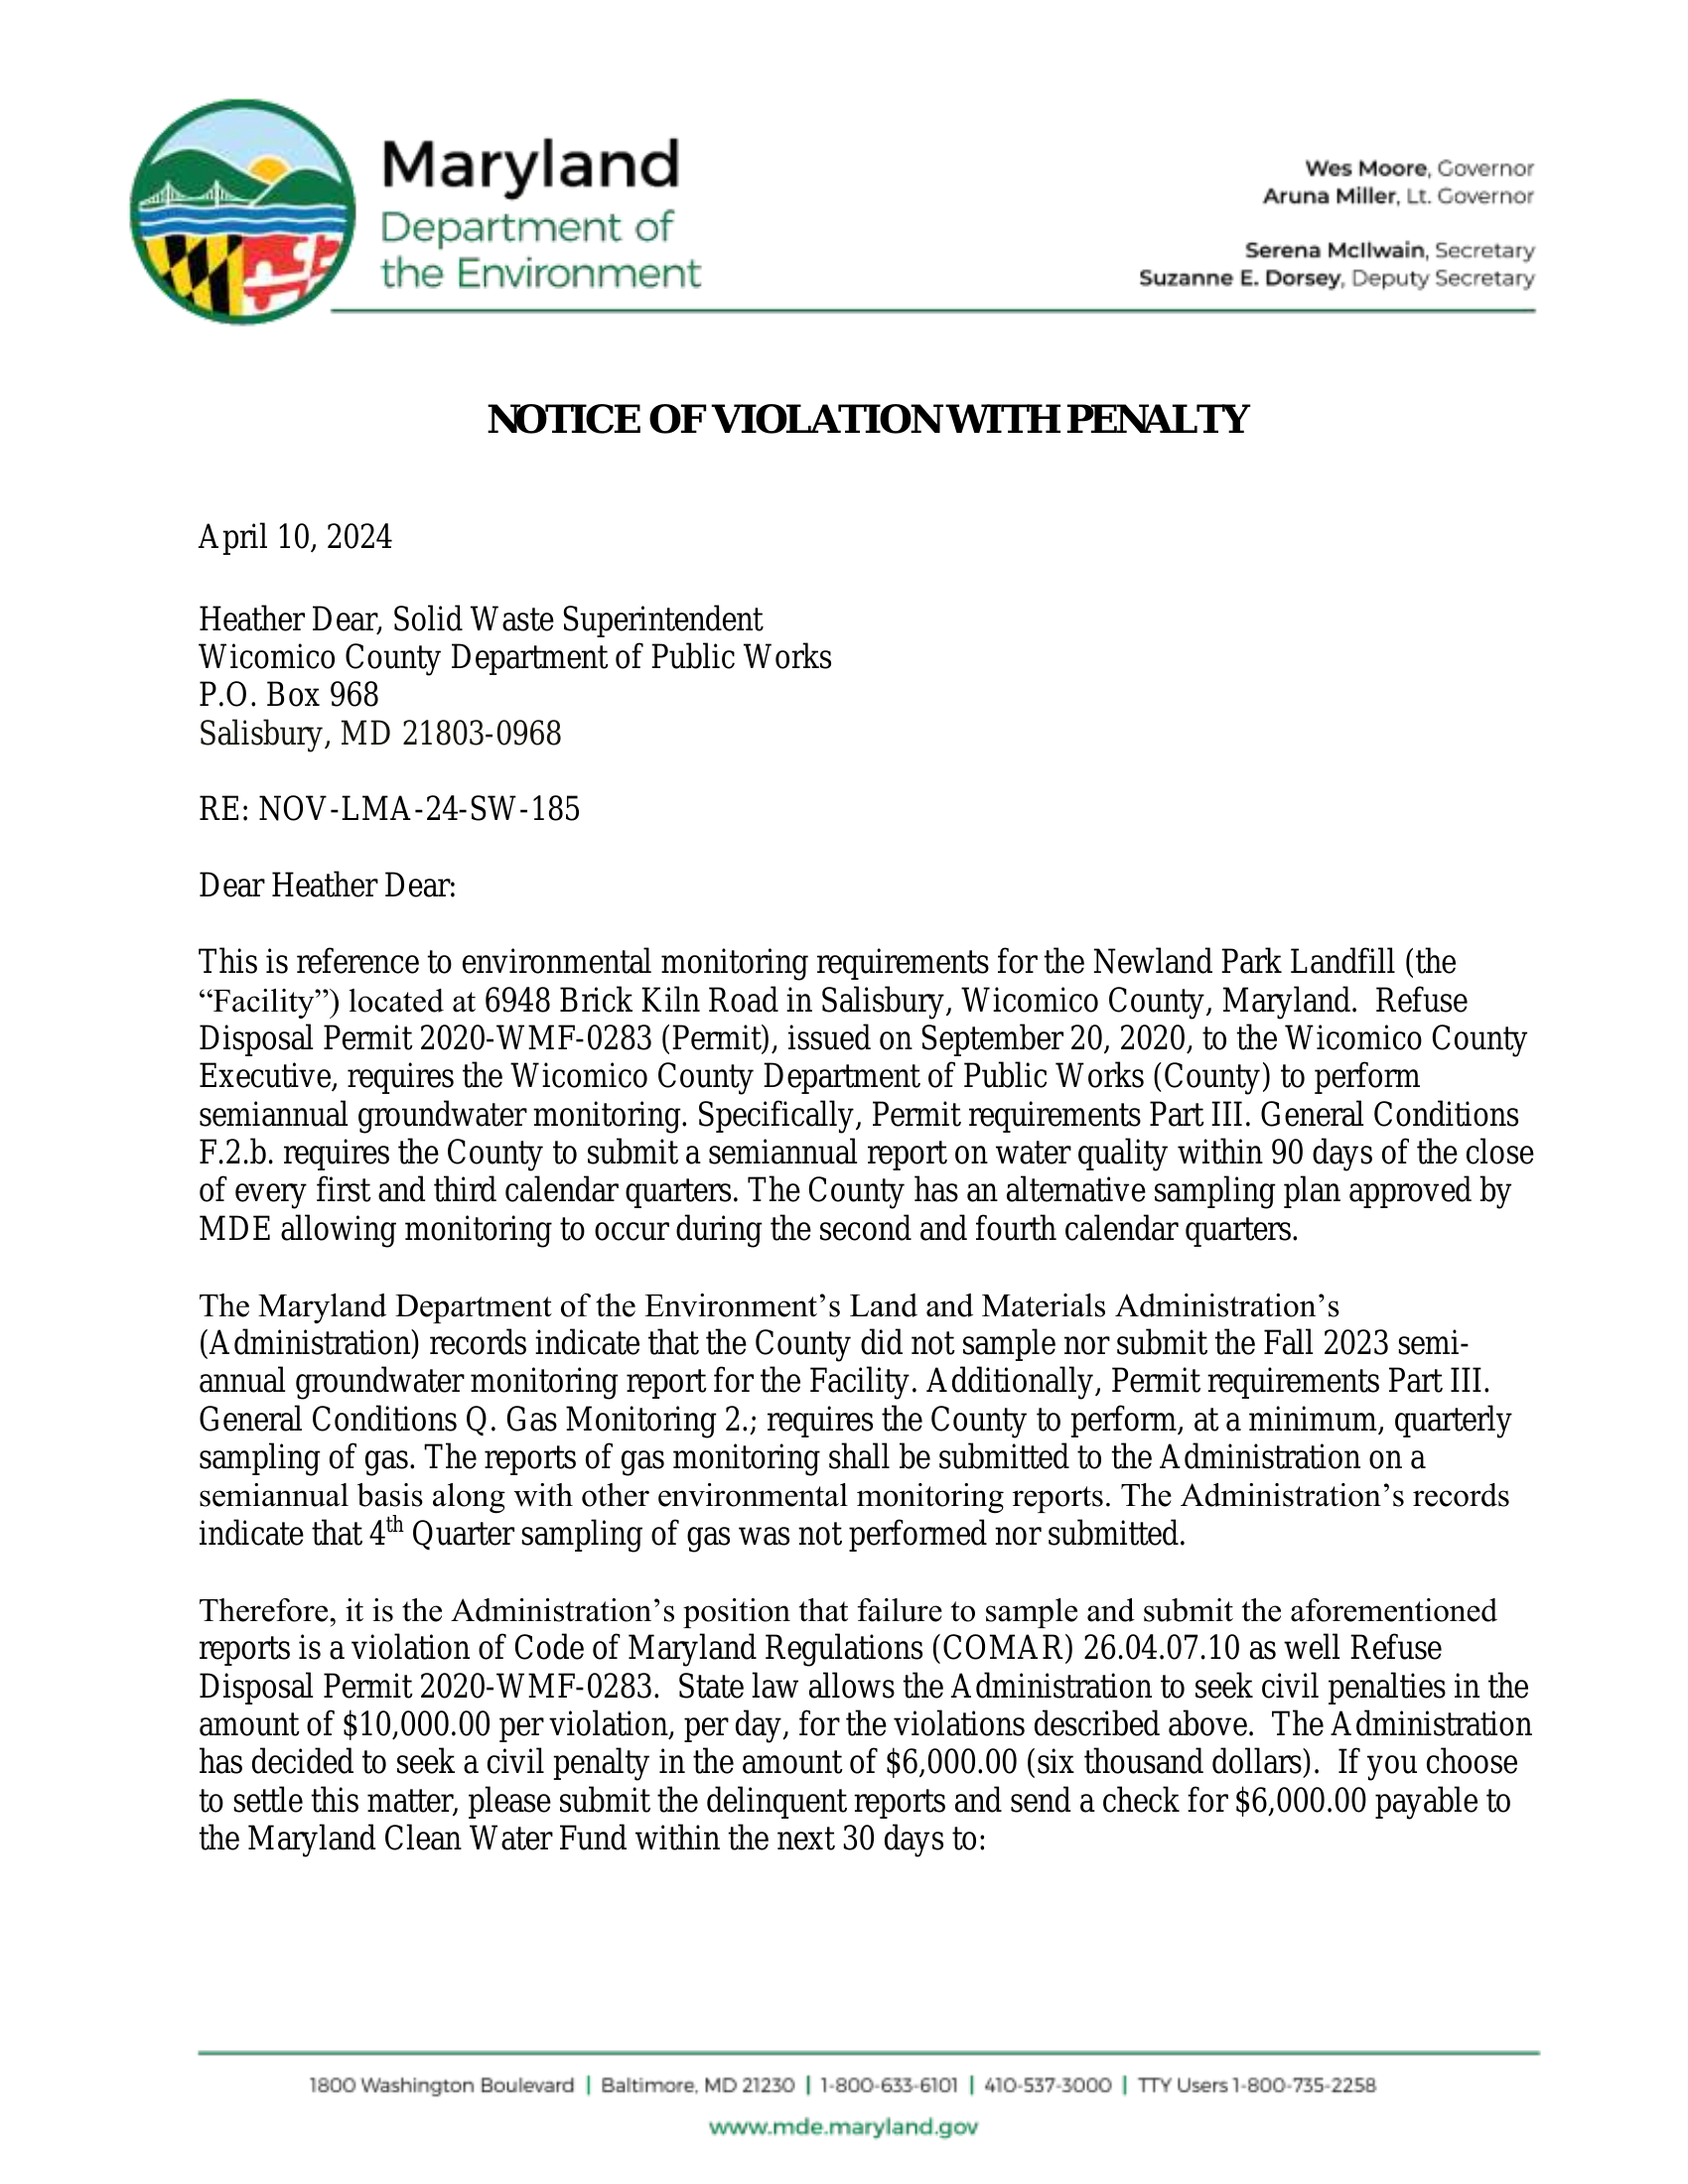 Maryland
Department of
the Environment
Wes Moore, Governor
Aruna Miller, Lt. Governor
Serena McIlwain, Secretary
Suzanne E. Dorsey, Deputy Secretary
NOTICE OF VIOLATION WITH PENALTY
April 10, 2024
Heather Dear, Solid Waste Superintendent
Wicomico County Department of Public Works
P.O. Box 968
Salisbury, MD 21803-0968
RE: NOV-LMA-24-SW-185
Dear Heather Dear:
This is reference to environmental monitoring requirements for the Newland Park Landfill (the
“Facility”) located at 6948 Brick Kiln Road in Salisbury, Wicomico County, Maryland.  Refuse
Disposal Permit 2020-WMF-0283 (Permit), issued on September 20, 2020, to the Wicomico County
Executive, requires the Wicomico County Department of Public Works (County) to perform
semiannual groundwater monitoring. Specifically, Permit requirements Part III. General Conditions
F.2.b. requires the County to submit a semiannual report on water quality within 90 days of the close
of every first and third calendar quarters. The County has an alternative sampling plan approved by
MDE allowing monitoring to occur during the second and fourth calendar quarters.
The Maryland Department of the Environment’s Land and Materials Administration’s
(Administration) records indicate that the County did not sample nor submit the Fall 2023 semi-
annual groundwater monitoring report for the Facility. Additionally, Permit requirements Part III.
General Conditions Q. Gas Monitoring 2.; requires the County to perform, at a minimum, quarterly
sampling of gas. The reports of gas monitoring shall be submitted to the Administration on a
semiannual basis along with other environmental monitoring reports. The Administration’s records
indicate that 4th Quarter sampling of gas was not performed nor submitted.
Therefore, it is the Administration’s position that failure to sample and submit the aforementioned
reports is a violation of Code of Maryland Regulations (COMAR) 26.04.07.10 as well Refuse
Disposal Permit 2020-WMF-0283.  State law allows the Administration to seek civil penalties in the
amount of $10,000.00 per violation, per day, for the violations described above.  The Administration
has decided to seek a civil penalty in the amount of $6,000.00 (six thousand dollars).  If you choose
to settle this matter, please submit the delinquent reports and send a check for $6,000.00 payable to
the Maryland Clean Water Fund within the next 30 days to:
1800 Washington Boulevard | Baltimore, MD 21230 | 1-800-633-6101 | 410-537-3000 | TTY Users 1-800-735-2258
www.mde.maryland.gov